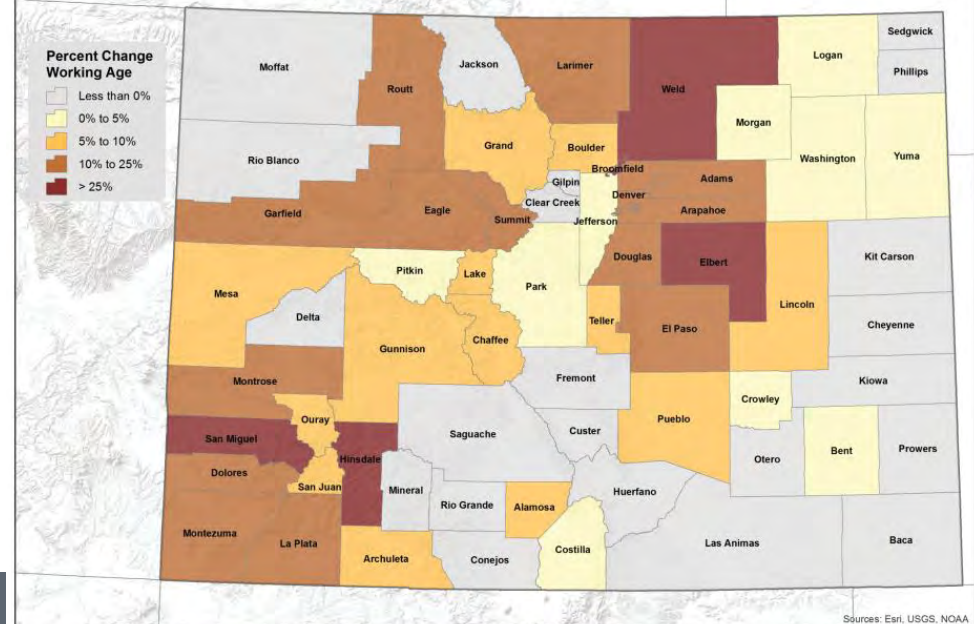 Percent Change
Working Age
Less than 0%
0% to 5%
5% to 10%
10% to 25%
> 25%
Moffat
Routt
Jackson
Larimer
Weld
Logan
Sedgwick
Phillips
Morgan
Rio Blanco
Grand
Boulder
Washington
Yuma
Broomfield
Gilpin
Adams
Clear Creek
Denver
Garfield
Eagle
Summit
Jefferson
Arapahoe
Pitkin
Lake
Park
Douglas
Elbert
Kit Carson
Mesa
Delta
Gunnison
Chaffee
Teller
El Paso
Lincoln
Cheyenne
Montrose
Fremont
Kiowa
Ouray
Crowley
San Miguel
Hinsdale
Saguache
Custer
Pueblo
Otero
Bent
Prowers
Dolores
San Juan
Mineral
Rio Grande
Alamosa
Huerfano
Montezuma
La Plata
Archuleta
Conejos
Costilla
Las Animas
Baca
Sources: Esri, USGS, NOAA